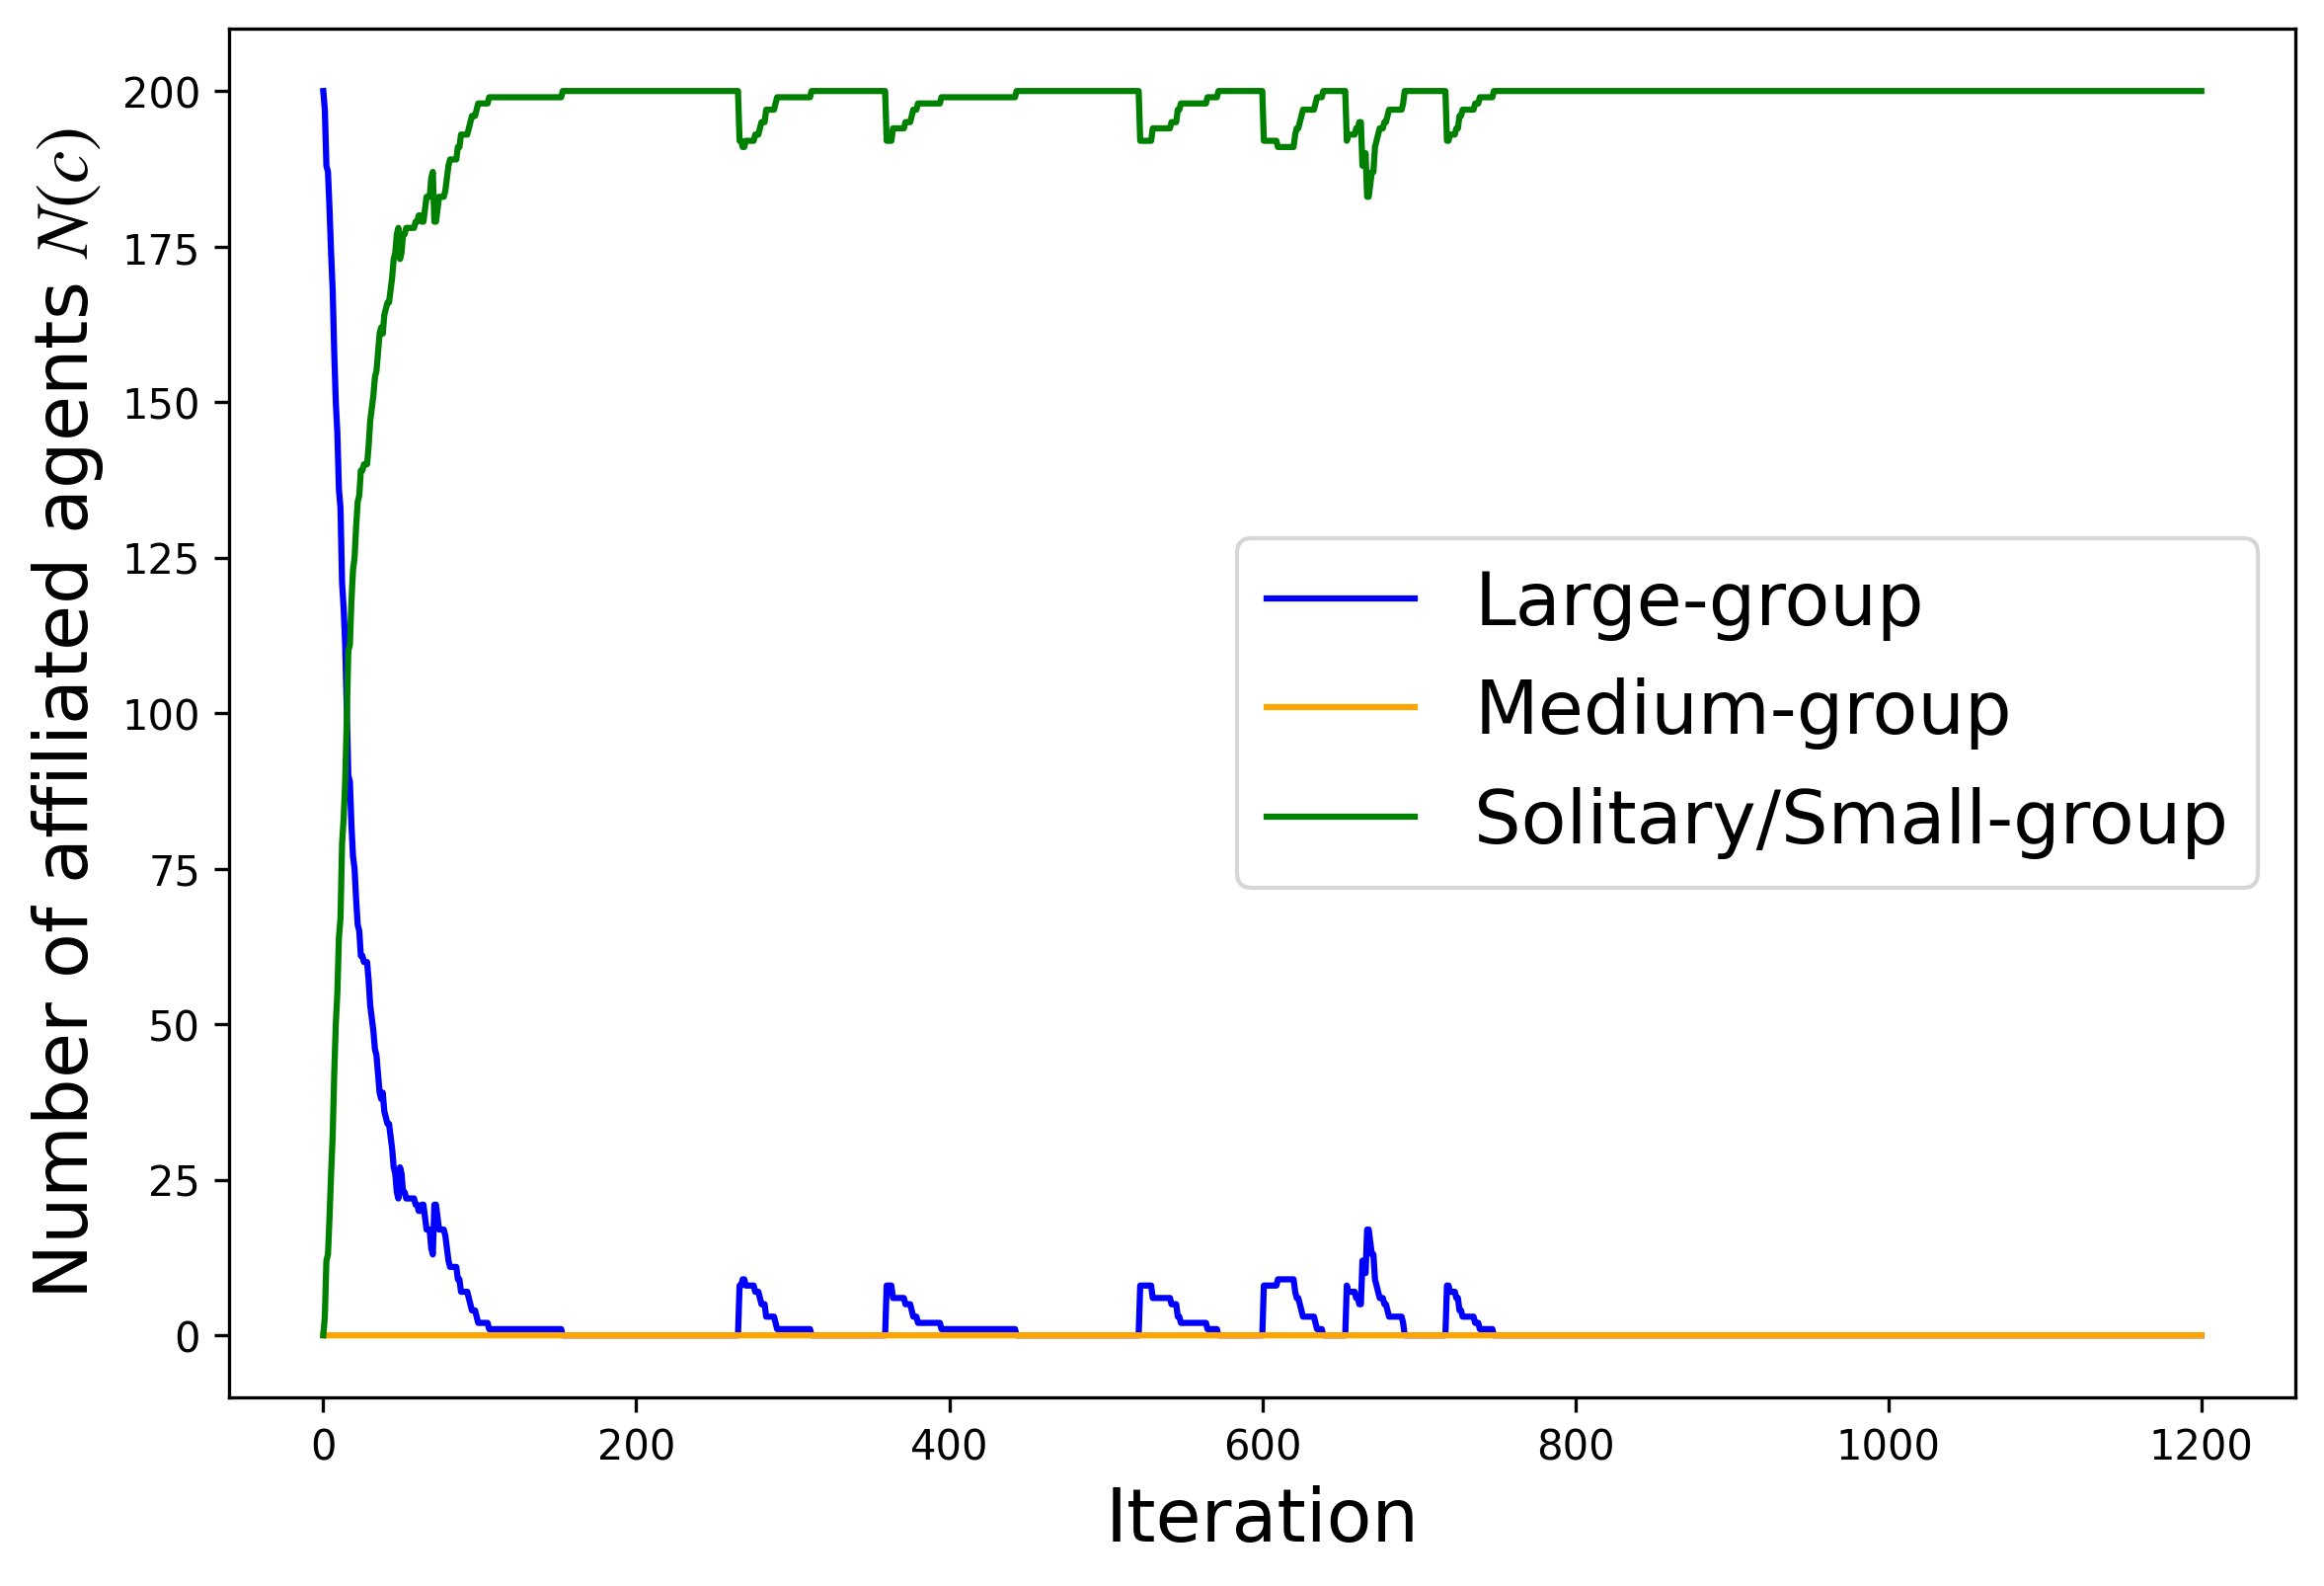 Number of affiliated agents N(c)
200
175
150
125
100
75
50
25
0
Large-group
Medium-group
Solitary/Small-group
0 200 400 600 800 1000 1200
Iteration